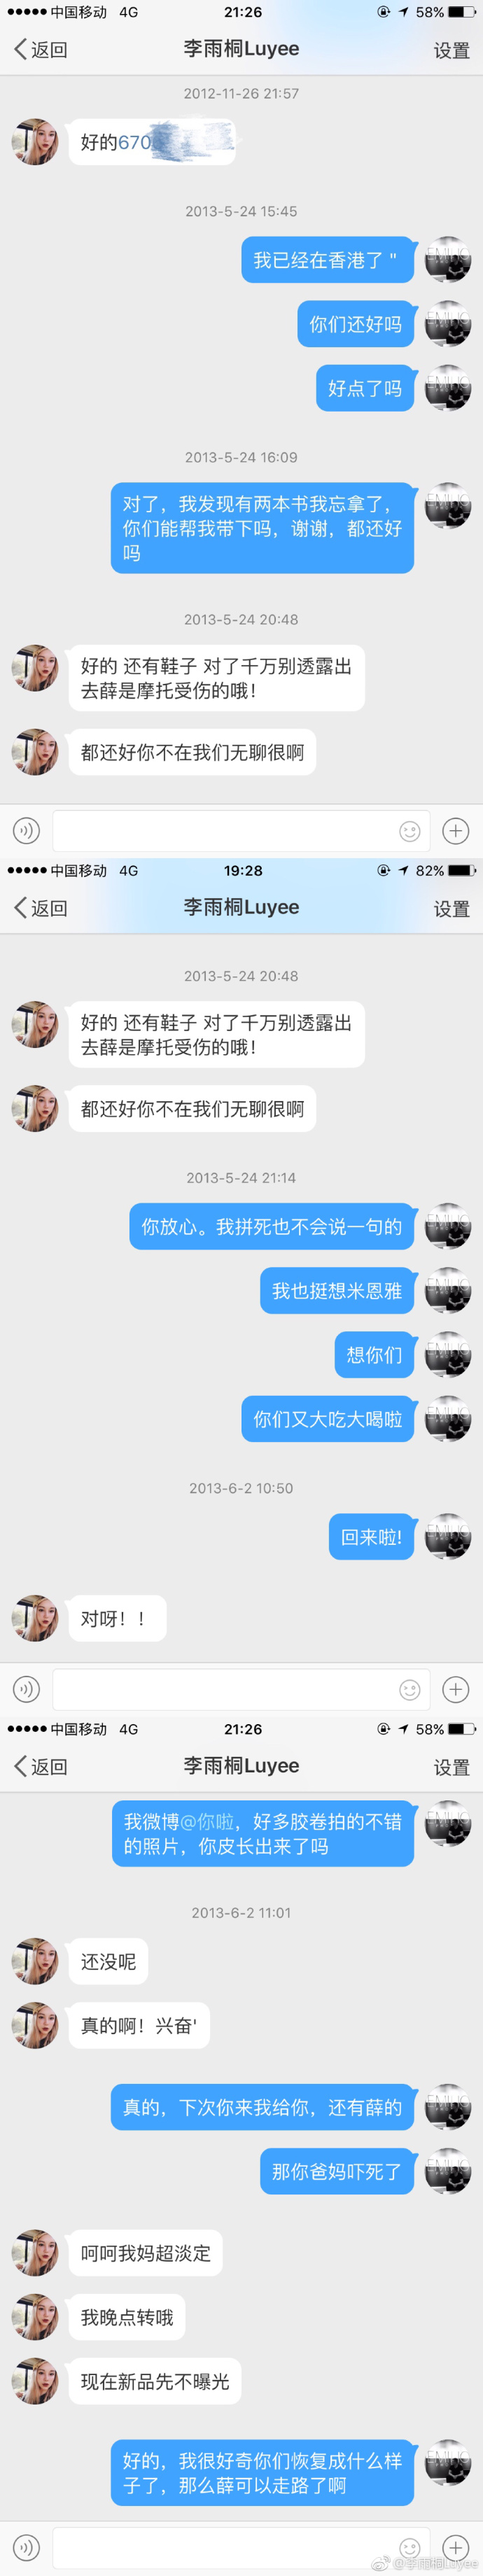 中国移动 4G 21:26 58%
返回 李雨桐Luyee 设置
2012-11-26 21:57
好的670
2013-5-24 15:45
我已经在香港了 "
你们还好吗
好点了吗
2013-5-24 16:09
对了，我发现有两本书我忘拿了，
你们能帮我带下吗，谢谢，都还好
吗
2013-5-24 20:48
好的 还有鞋子 对了千万别透露出
去薛是摩托受伤的哦！
都还好你不在我们无聊很啊
中国移动 4G 19:28 82%
返回 李雨桐Luyee 设置
2013-5-24 20:48
好的 还有鞋子 对了千万别透露出
去薛是摩托受伤的哦！
都还好你不在我们无聊很啊
2013-5-24 21:14
你放心。我拼死也不会说一句的
我也挺想米恩雅
想你们
你们又大吃大喝啦
2013-6-2 10:50
回来啦!
对呀！！
中国移动 4G 21:26 58%
返回 李雨桐Luyee 设置
我微博@你啦，好多胶卷拍的不错
的照片，你皮长出来了吗
2013-6-2 11:01
还没呢
真的啊！兴奋'
真的，下次你来我给你，还有薛的
那你爸妈吓死了
呵呵我妈超淡定
我晚点转哦
现在新品先不曝光
好的，我很好奇你们恢复成什么样
子了，那么薛可以走路了啊
@李雨桐Luyee